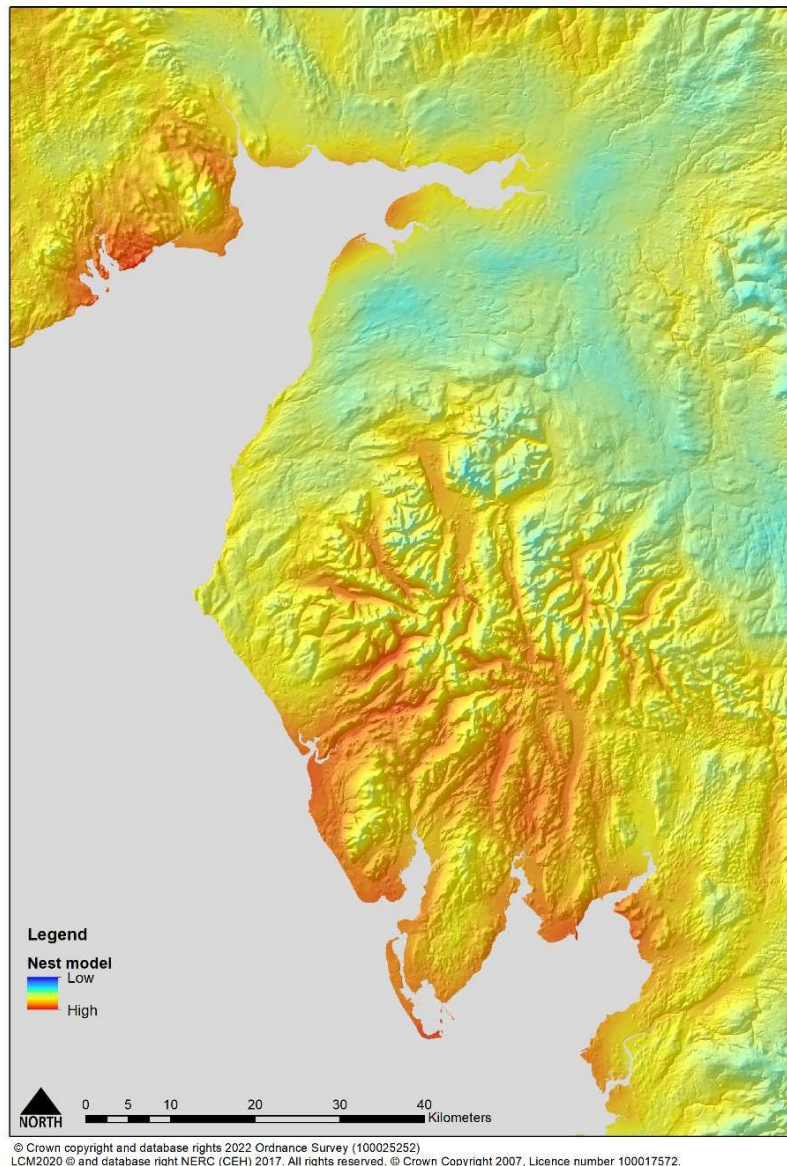 Legend
Nest model
Low
High
NORTH
0 5 10 20 30 40
Kilometers
© Crown copyright and database rights 2022 Ordnance Survey (100025252)
LCM2020 © and database right NERC (CEH) 2017. All rights reserved. © Crown Copyright 2007, Licence number 100017572.